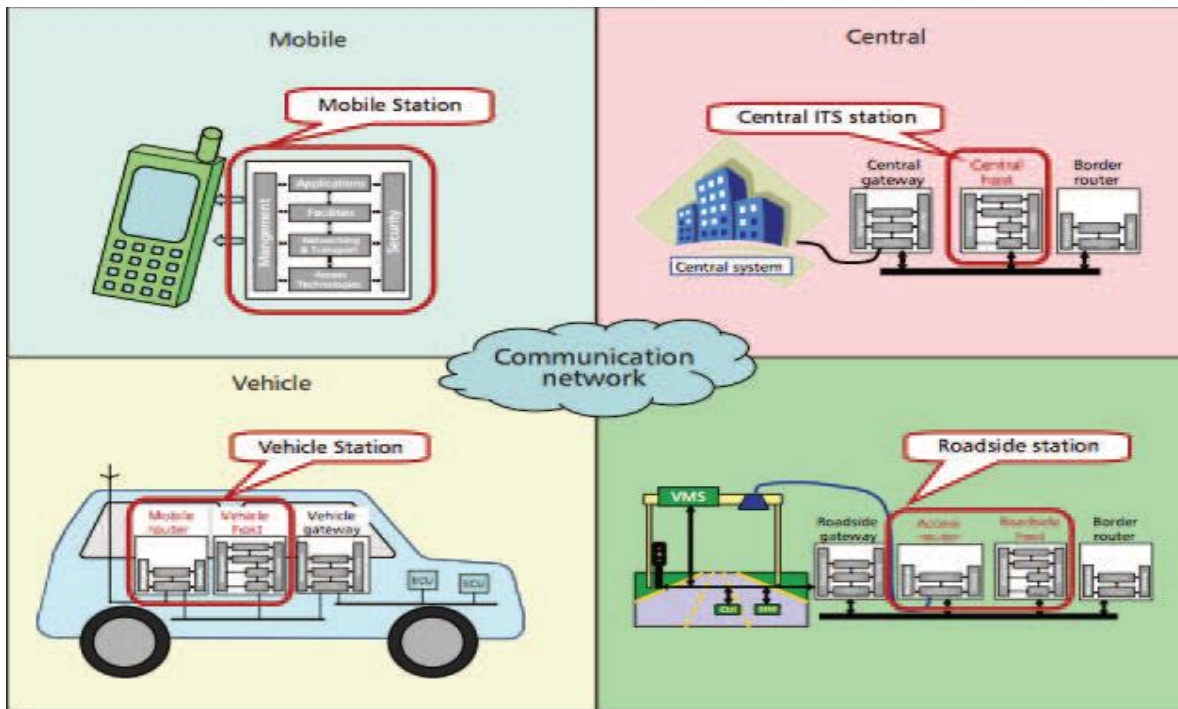 Mobile
Mobile Station
Mangement
Applications
Facilities
Networking
& Transport
Access
Technologies
Security
Central
Central ITS station
Central
gateway
Central
host
Border
router
Central system
Communication
network
Vehicle
Vehicle Station
Mobile
router
Vehicle
host
Vehicle
gateway
ECU
ECU
Roadside station
VMS
Roadside
gateway
Access
router
Roadside
host
Border
router